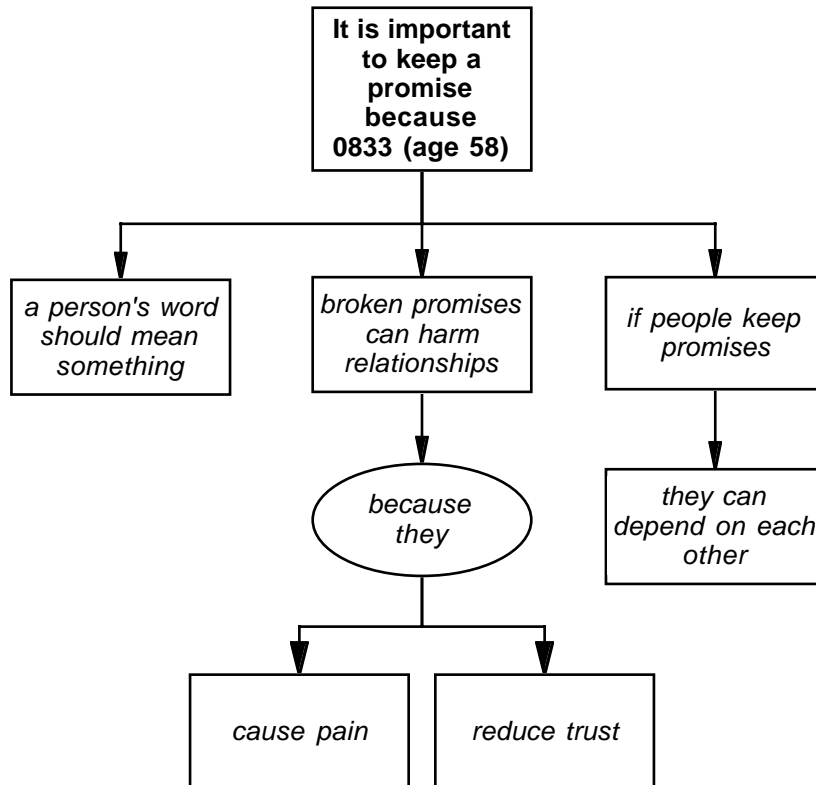 It is important
to keep a
promise
because
0833 (age 58)
a person's word
should mean
something
broken promises
can harm
relationships
if people keep
promises
because
they
they can
depend on each
other
cause pain
reduce trust